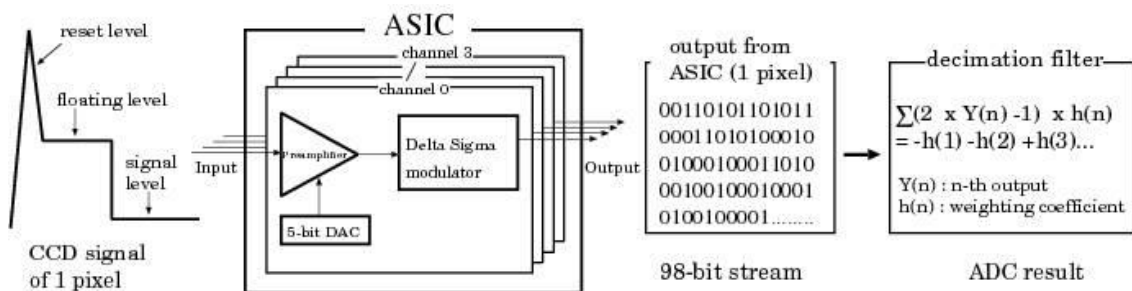 reset level
floating level
signal
level
CCD signal
of 1 pixel
Input
ASIC
channel 3
channel 0
Preamplifier
Delta Sigma
modulator
5-bit DAC
Output
output from
ASIC (1 pixel)
00110101101011
00011010100010
01000100011010
00100100010001
0100100001........
98-bit stream
decimation filter
∑(2 x Y(n) -1) x h(n)
= -h(1) -h(2) +h(3)...
Y(n) : n-th output
h(n) : weighting coefficient
ADC result